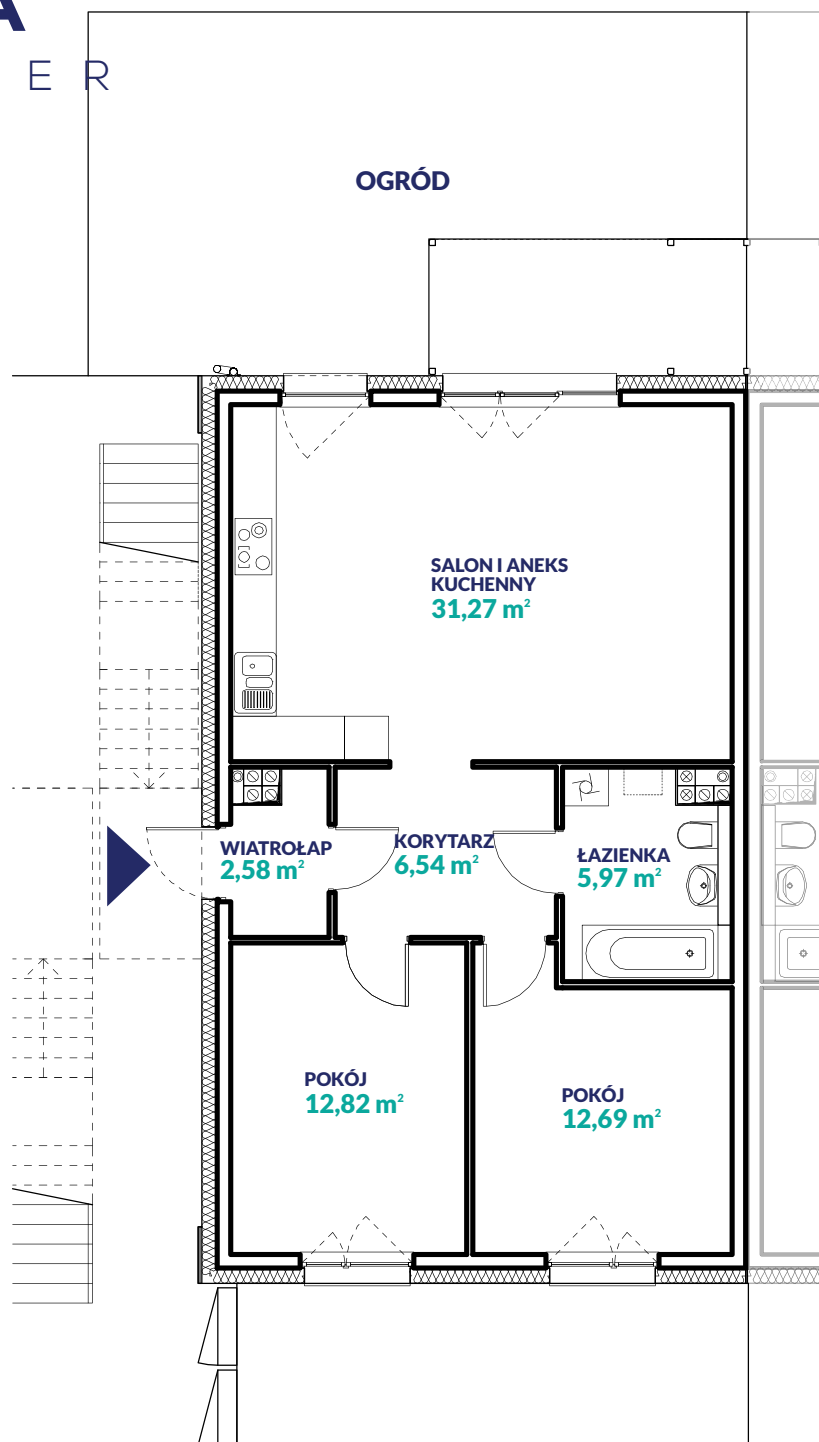 A
E R
OGRÓD
SALON I ANEKS
KUCHENNY
31,27 m²
WIATROŁAP
2,58 m²
KORYTARZ
6,54 m²
ŁAZIENKA
5,97 m²
POKÓJ
12,82 m²
POKÓJ
12,69 m²